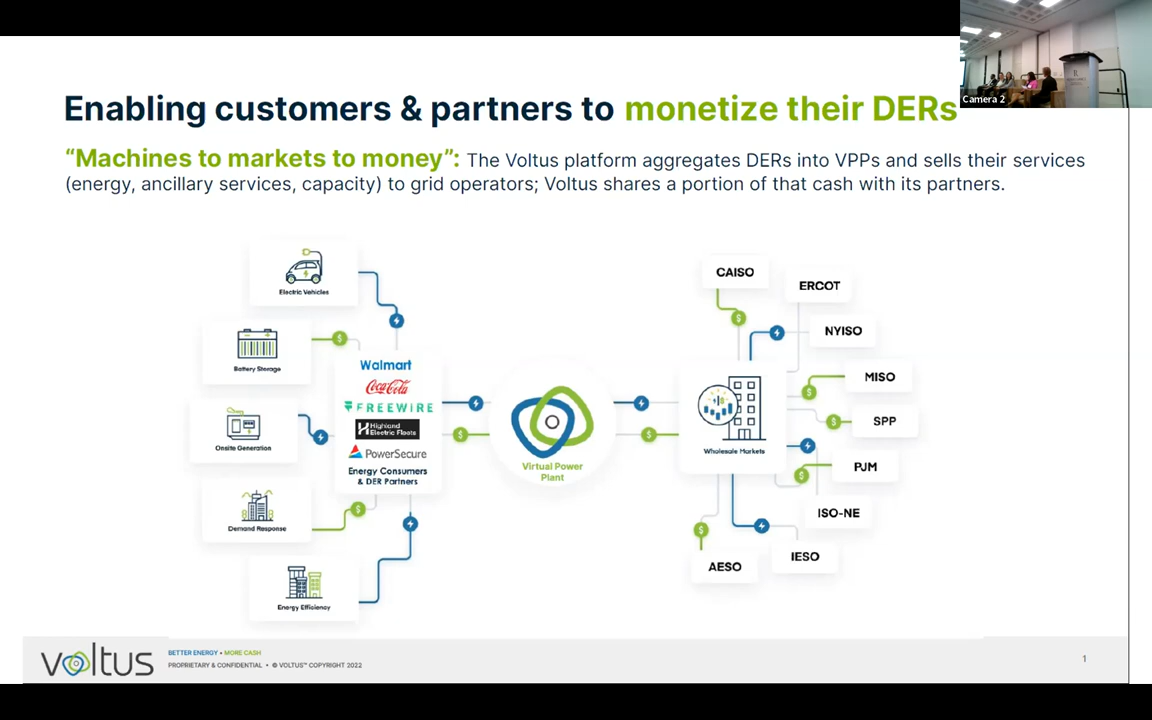 Camera 2
Enabling customers & partners to monetize their DERs
“Machines to markets to money”: The Voltus platform aggregates DERs into VPPs and sells their services
(energy, ancillary services, capacity) to grid operators; Voltus shares a portion of that cash with its partners.
Electric Vehicles
Battery Storage
Onsite Generation
Demand Response
Energy Efficiency
Walmart
Coca-Cola
FREEWIRE
Highland
Electric Fleets
PowerSecure
Energy Consumers
& DER Partners
Virtual Power
Plant
Wholesale Markets
CAISO
ERCOT
NYISO
MISO
SPP
PJM
ISO-NE
IESO
AESO
voltus
BETTER ENERGY • MORE CASH
PROPRIETARY & CONFIDENTIAL • © VOLTUS™ COPYRIGHT 2022
1